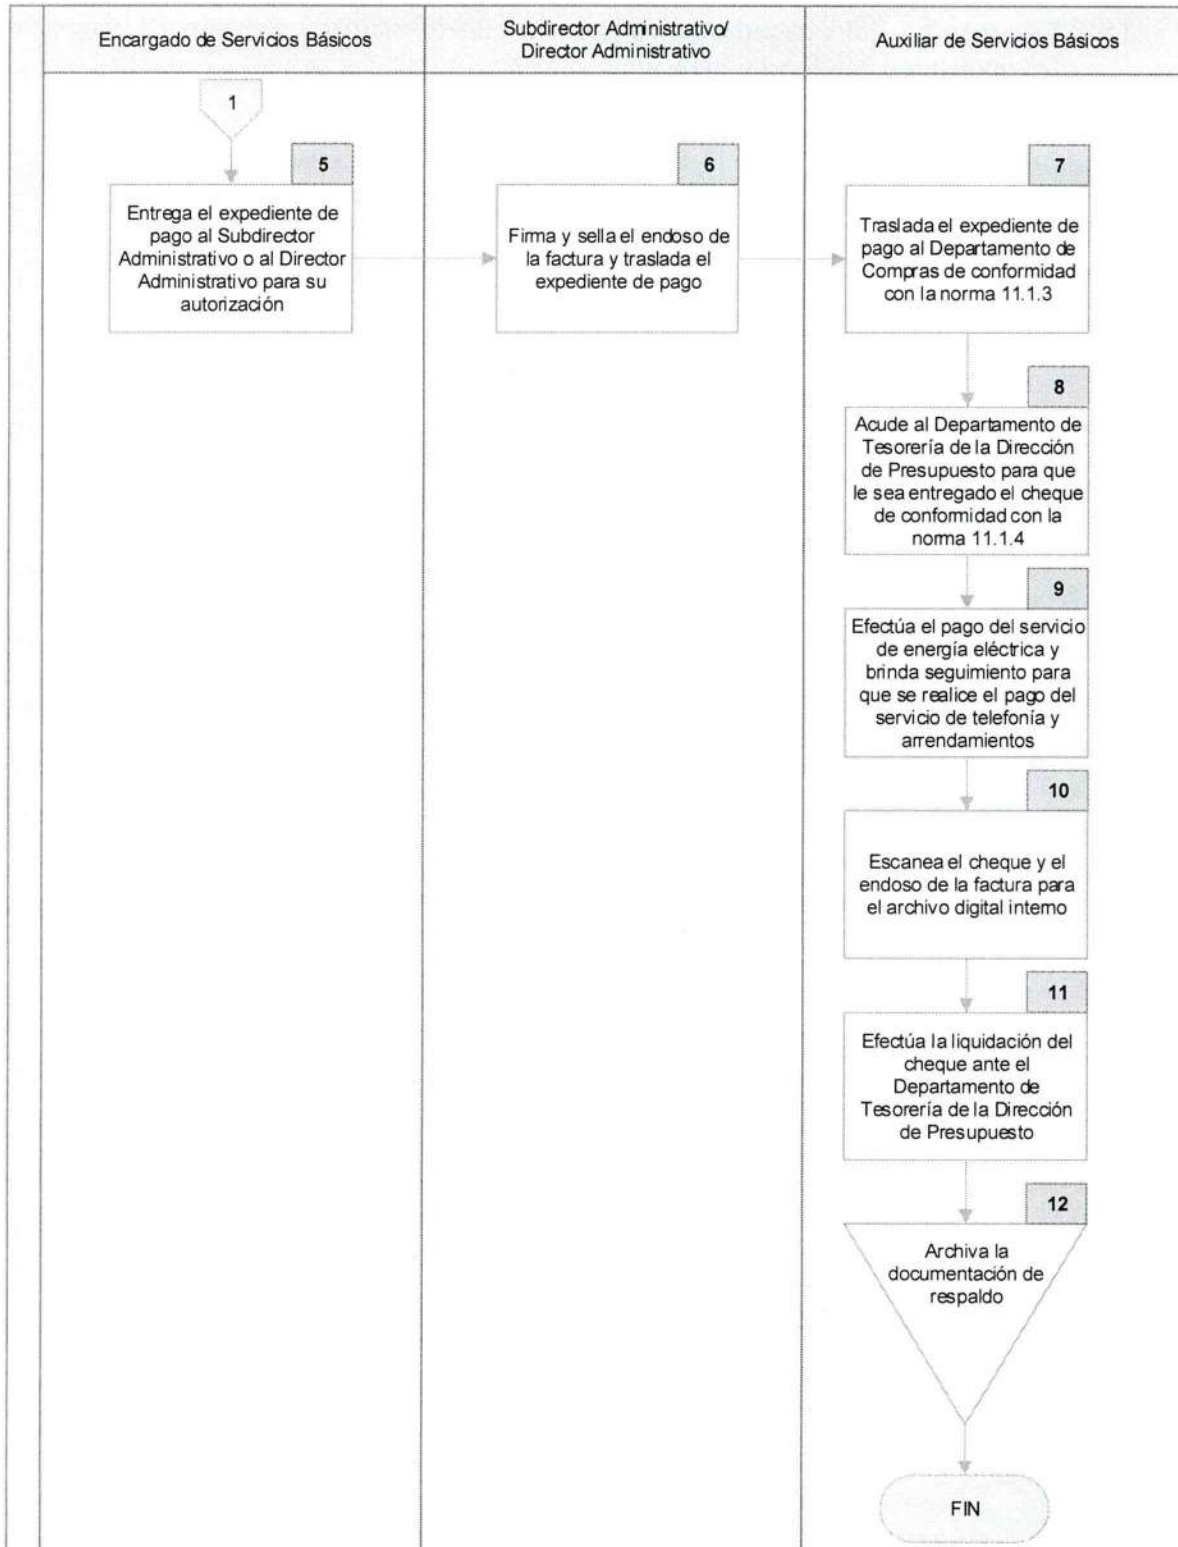 Encargado de Servicios Básicos
Subdirector Administrativo/
Director Administrativo
Auxiliar de Servicios Básicos
1
5
Entrega el expediente de
pago al Subdirector
Administrativo o al Director
Administrativo para su
autorización
6
Firma y sella el endoso de
la factura y traslada el
expediente de pago
7
Traslada el expediente de
pago al Departamento de
Compras de conformidad
con la norma 11.1.3
8
Acude al Departamento de
Tesorería de la Dirección
de Presupuesto para que
le sea entregado el cheque
de conformidad con la
norma 11.1.4
9
Efectúa el pago del servicio
de energía eléctrica y
brinda seguimiento para
que se realice el pago del
servicio de telefonía y
arrendamientos
10
Escanea el cheque y el
endoso de la factura para
el archivo digital interno
11
Efectúa la liquidación del
cheque ante el
Departamento de
Tesorería de la Dirección
de Presupuesto
12
Archiva la
documentación de
respaldo
FIN